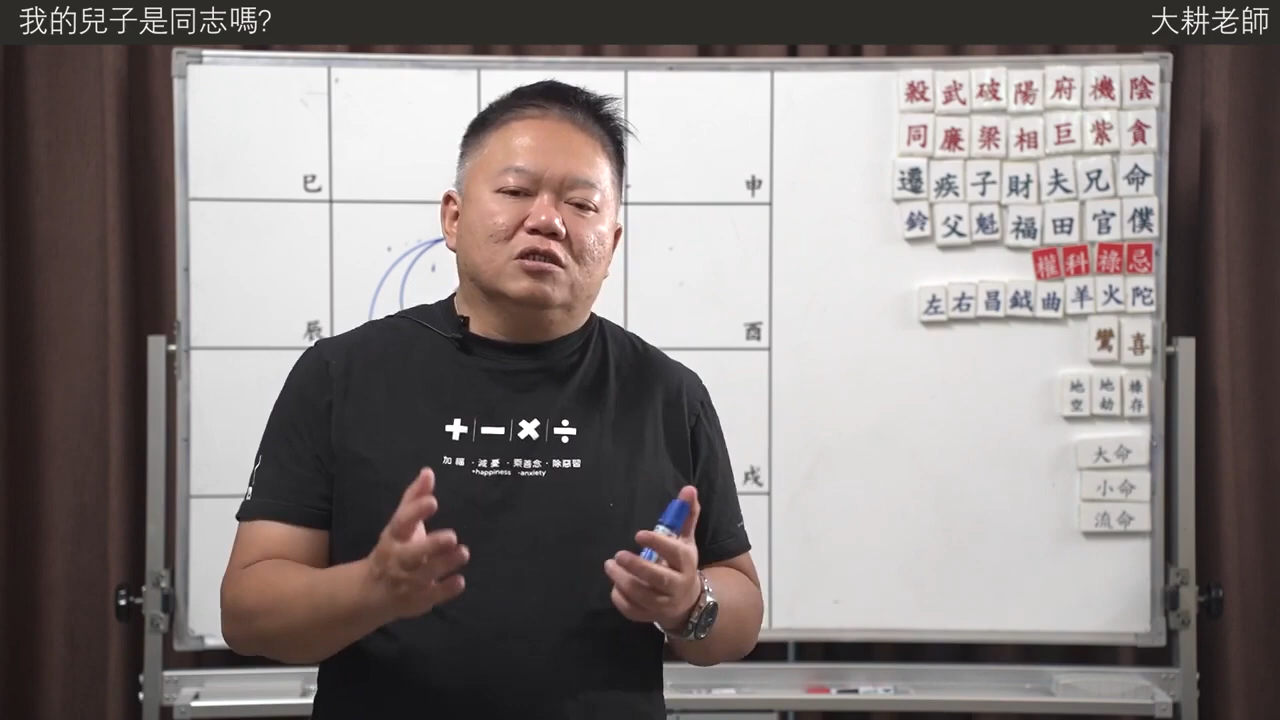 我的兒子是同志嗎?
大耕老師
殺 武 破 陽 府 機 陰
同 廉 梁 相 巨 紫 貪
遷 疾 子 財 夫 兄 命
鈴 父 魁 福 田 官 僕
權 科 祿 忌
左 右 昌 鉞 曲 羊 火 陀
鸞 喜
地空 地劫 祿存
大命
小命
流命
巳
申
辰
酉
戌
+ − × ÷
加福·減憂·乘善念·除惡習
+happiness -anxiety